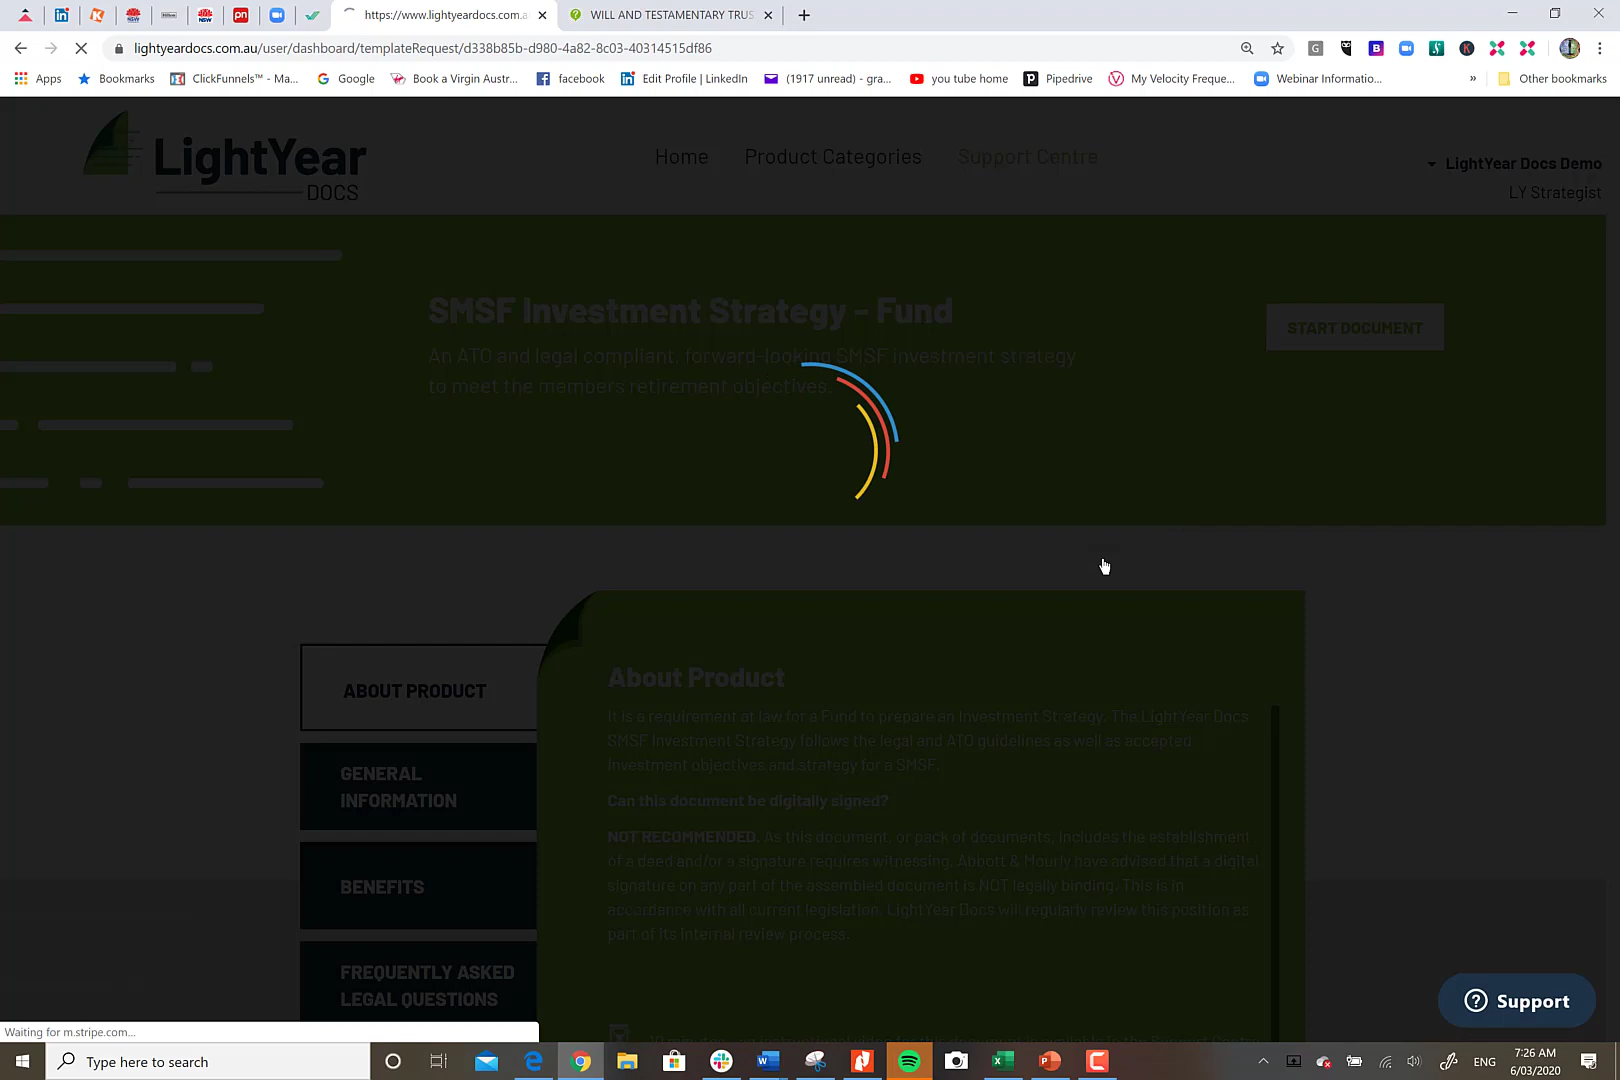 https://www.lightyeardocs.com.a
WILL AND TESTAMENTARY TRUS
lightyeardocs.com.au/user/dashboard/templateRequest/d338b85b-d980-4a82-8c03-40314515df86
Apps
Bookmarks
ClickFunnels™ - Ma...
Google
Book a Virgin Austr...
facebook
Edit Profile | LinkedIn
(1917 unread) - gra...
you tube home
Pipedrive
My Velocity Freque...
Webinar Informatio...
»
Other bookmarks
LightYear
DOCS
Home
Product Categories
Support Centre
LightYear Docs Demo
LY Strategist
SMSF Investment Strategy - Fund
An ATO and legal compliant, forward-looking SMSF investment strategy
to meet the members retirement objectives.
START DOCUMENT
ABOUT PRODUCT
GENERAL
INFORMATION
BENEFITS
FREQUENTLY ASKED
LEGAL QUESTIONS
About Product
It is a requirement at law for a Fund to prepare an Investment Strategy. The LightYear Docs
SMSF Investment Strategy follows the legal and ATO guidelines as well as accepted
investment objectives and strategy for a SMSF.
Can this document be digitally signed?
NOT RECOMMENDED. As this document, or pack of documents, includes the establishment
of a deed and/or a signature requires witnessing, Abbott & Mourly have advised that a digital
signature on any part of the assembled document is NOT legally binding. This is in
accordance with all current legislation. LightYear Docs will regularly review this position as
part of its internal review process.
Support
Waiting for m.stripe.com...
Type here to search
ENG
7:26 AM
6/03/2020